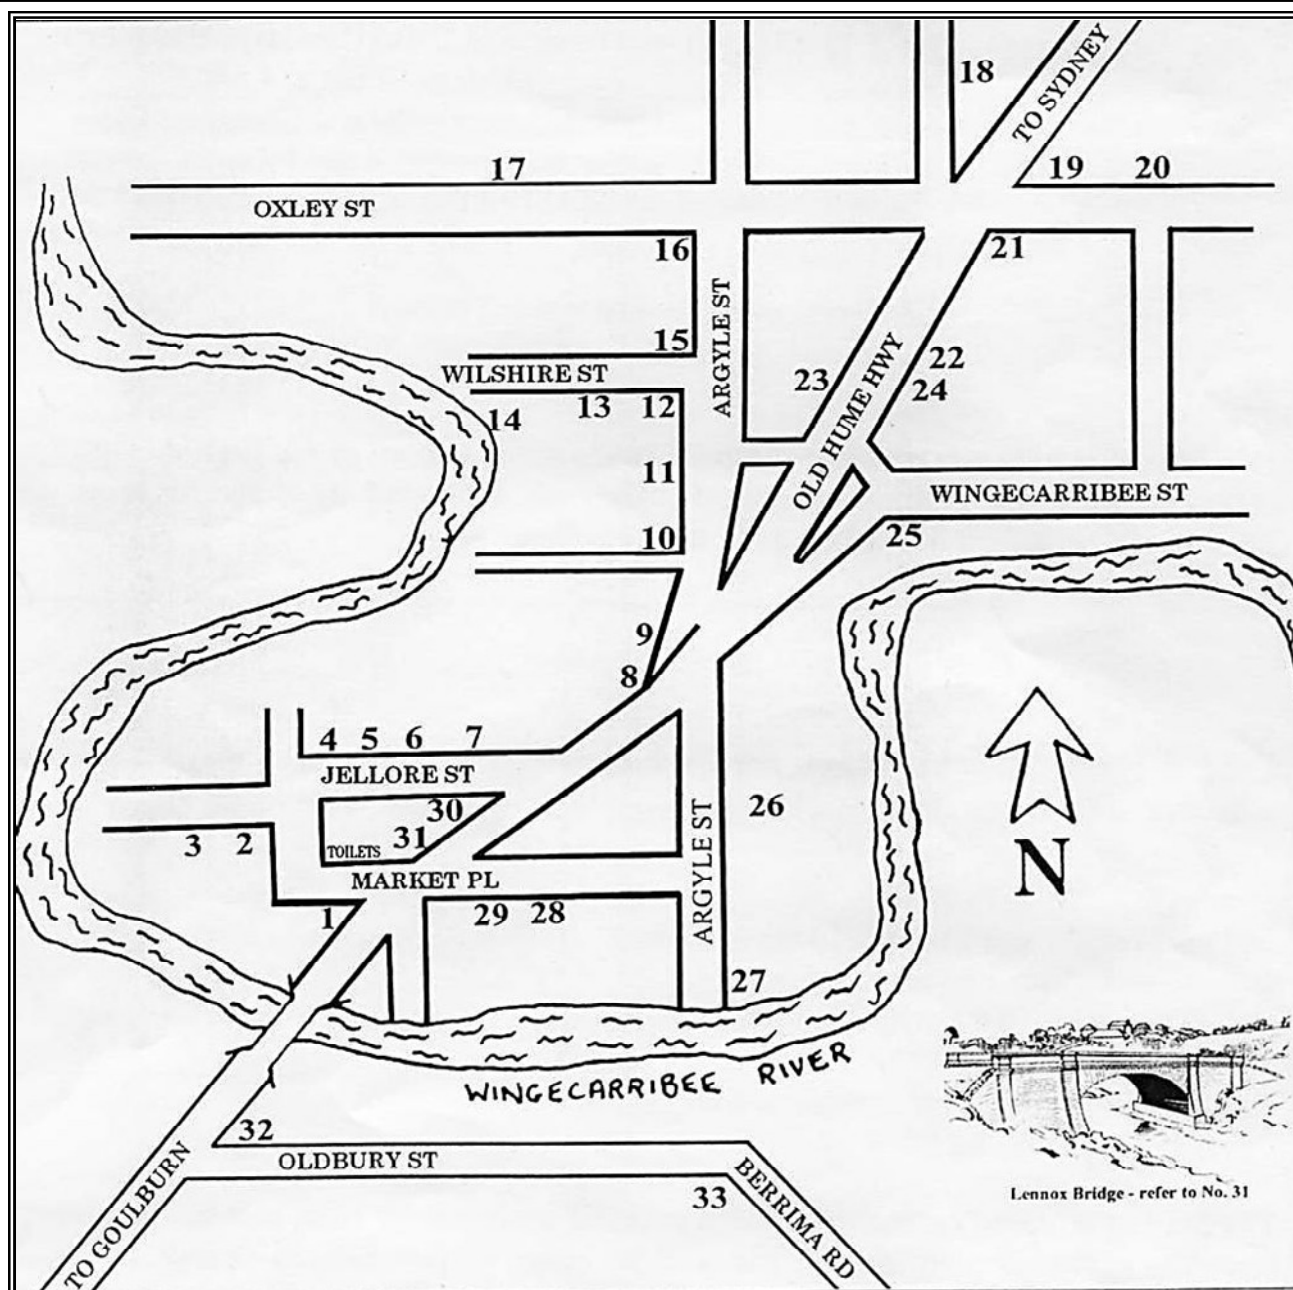 18
TO SYDNEY
17
19
20
OXLEY ST
16
21
ARGYLE ST
15
WILSHIRE ST
OLD HUME HWY
22
23
24
14
13
12
11
WINGECARRIBEE ST
10
25
9
8
4
5
6
7
JELLORE ST
30
26
3
2
TOILETS
31
ARGYLE ST
MARKET PL
N
1
29
28
27
WINGECARRIBEE RIVER
32
OLDBURY ST
TO GOULBURN
33
BERRIMA RD
Lennox Bridge - refer to No. 31